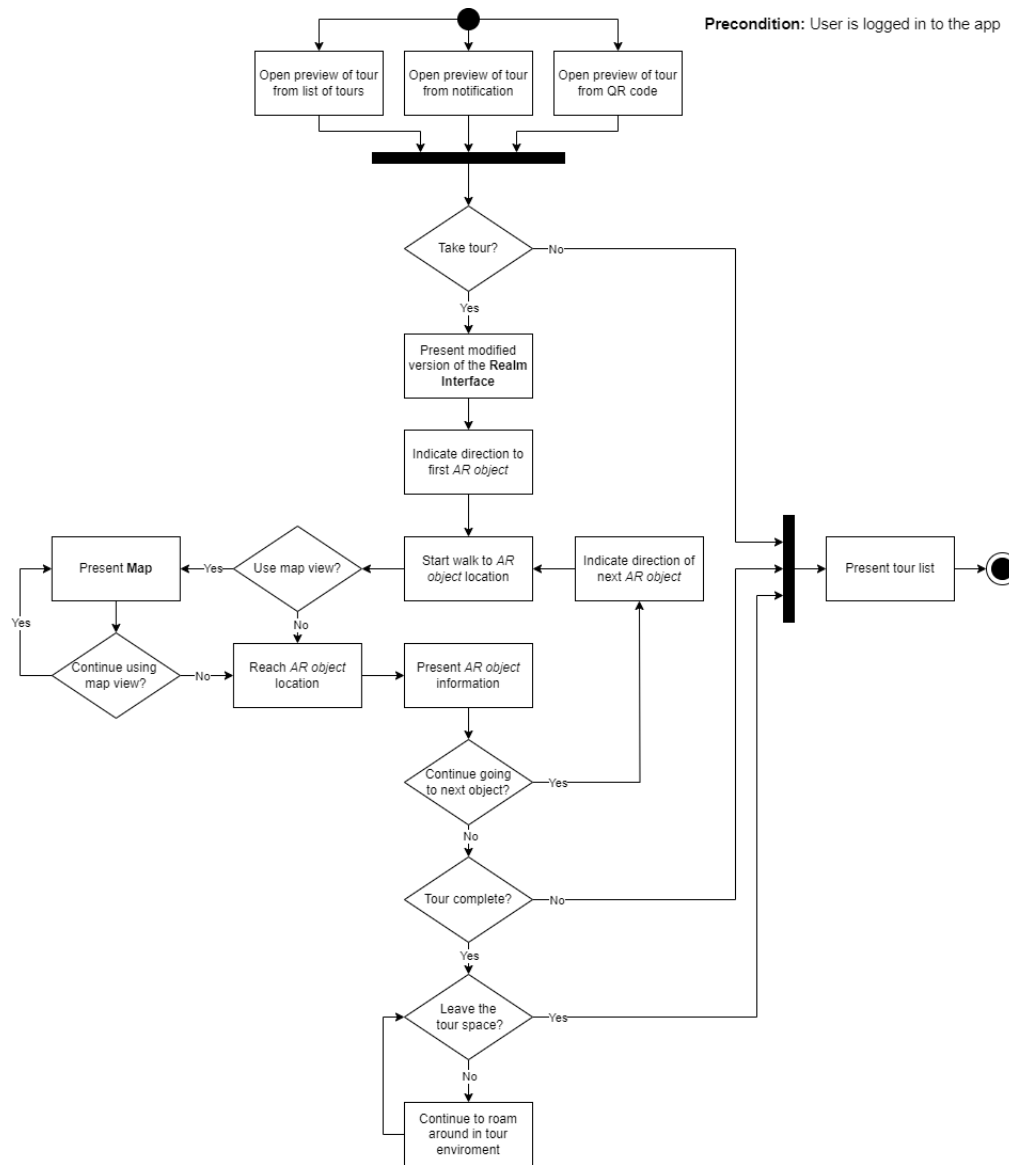 Precondition: User is logged in to the app
Open preview of tour
from list of tours
Open preview of tour
from notification
Open preview of tour
from QR code
Take tour?
No
Yes
Present modified
version of the Realm
Interface
Indicate direction to
first AR object
Present Map
Yes
Use map view?
Start walk to AR
object location
Indicate direction of
next AR object
Present tour list
Yes
No
Continue using
map view?
No
Reach AR object
location
Present AR object
information
Continue going
to next object?
Yes
No
Tour complete?
No
Yes
Leave the
tour space?
Yes
No
Continue to roam
around in tour
enviroment